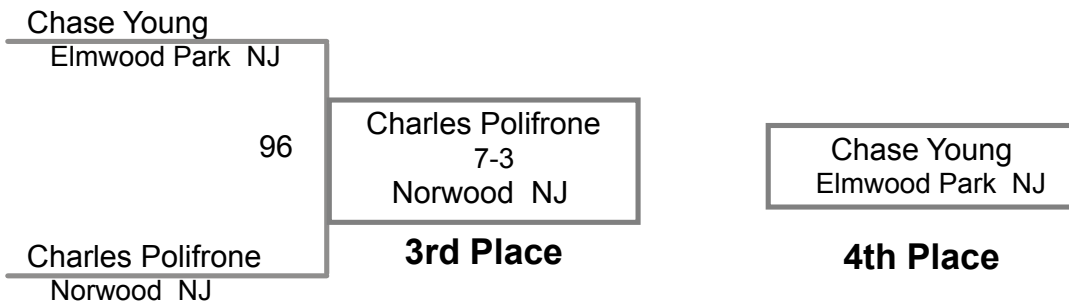 Chase Young
Elmwood Park NJ
96
Charles Polifrone
Norwood NJ
Charles Polifrone
7-3
Norwood NJ
3rd Place
Chase Young
Elmwood Park NJ
4th Place